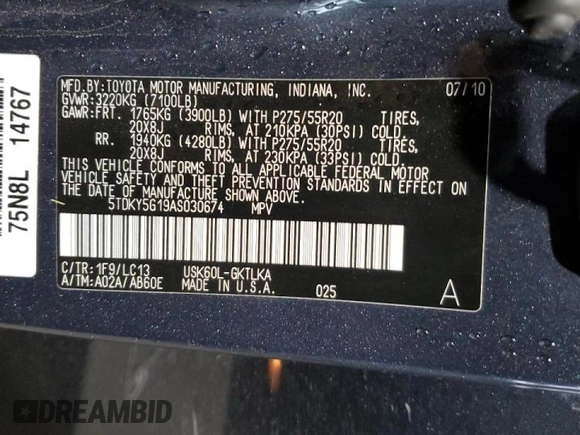 MFD.BY:TOYOTA MOTOR MANUFACTURING, INDIANA, INC. 07/10
GVWR:3220KG (7100LB)
GAWR:FRT. 1765KG (3900LB) WITH P275/55R20 TIRES,
20X8J RIMS, AT 210KPA (30PSI) COLD.
RR. 1940KG (4280LB) WITH P275/55R20 TIRES,
20X8J RIMS, AT 230KPA (33PSI) COLD.
THIS VEHICLE CONFORMS TO ALL APPLICABLE FEDERAL MOTOR
VEHICLE SAFETY AND THEFT PREVENTION STANDARDS IN EFFECT ON
THE DATE OF MANUFACTURE SHOWN ABOVE.
5TDKY5G19AS030674 MPV
C/TR:1F9/LC13 USK60L-GKTLKA
A/TM:A02A/AB60E MADE IN U.S.A. 025 A
75N8L 14767
DREAMBID